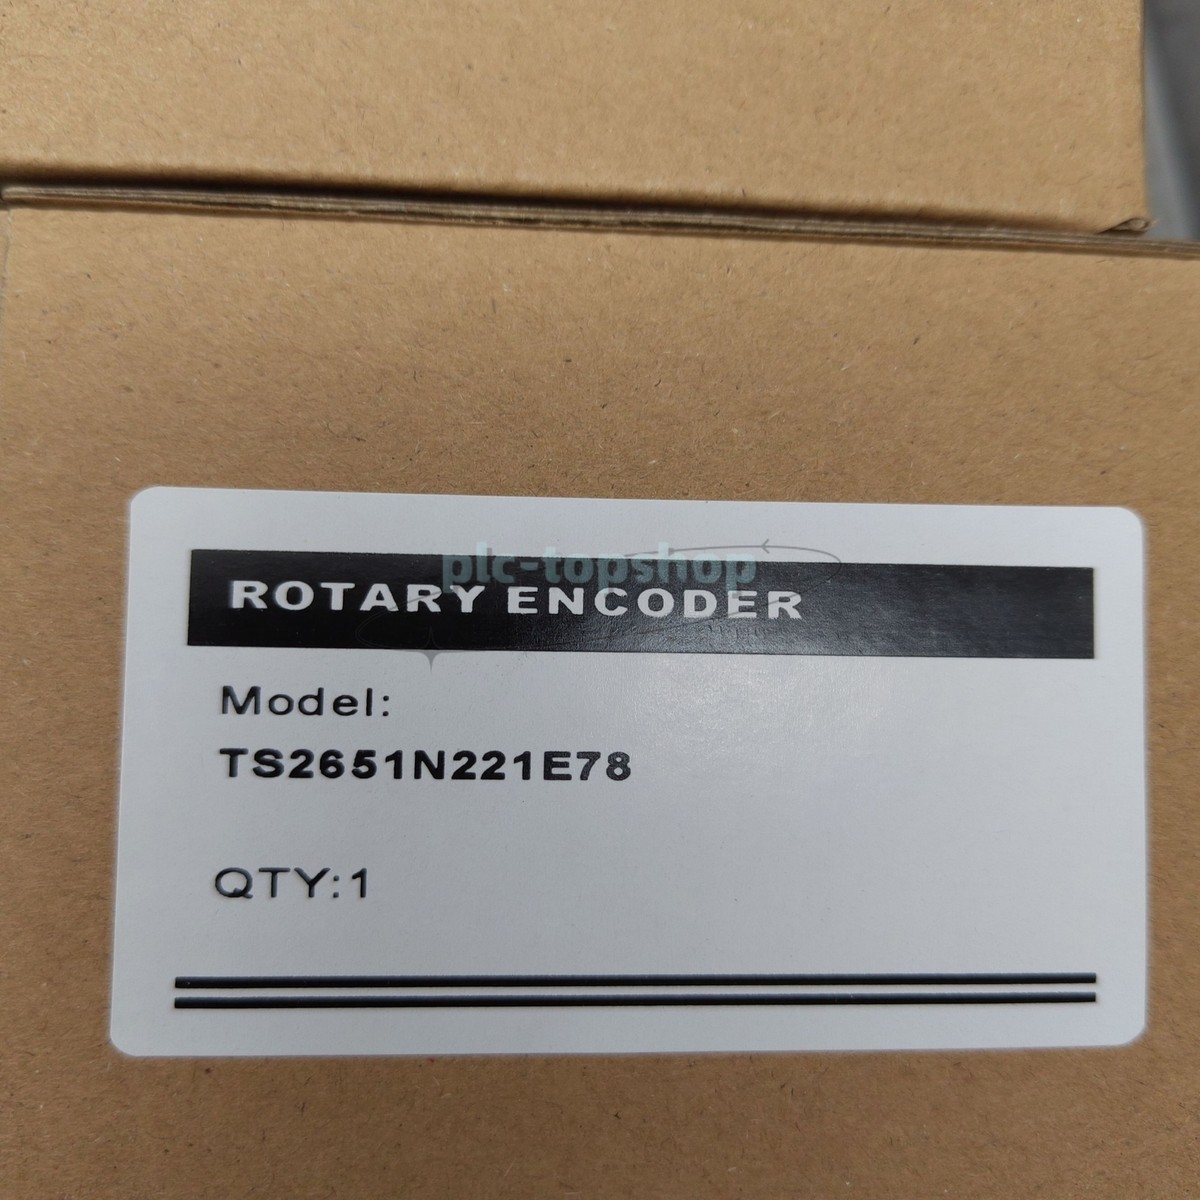 plc-topshop
ROTARY ENCODER
Model:
TS2651N221E78
QTY:1